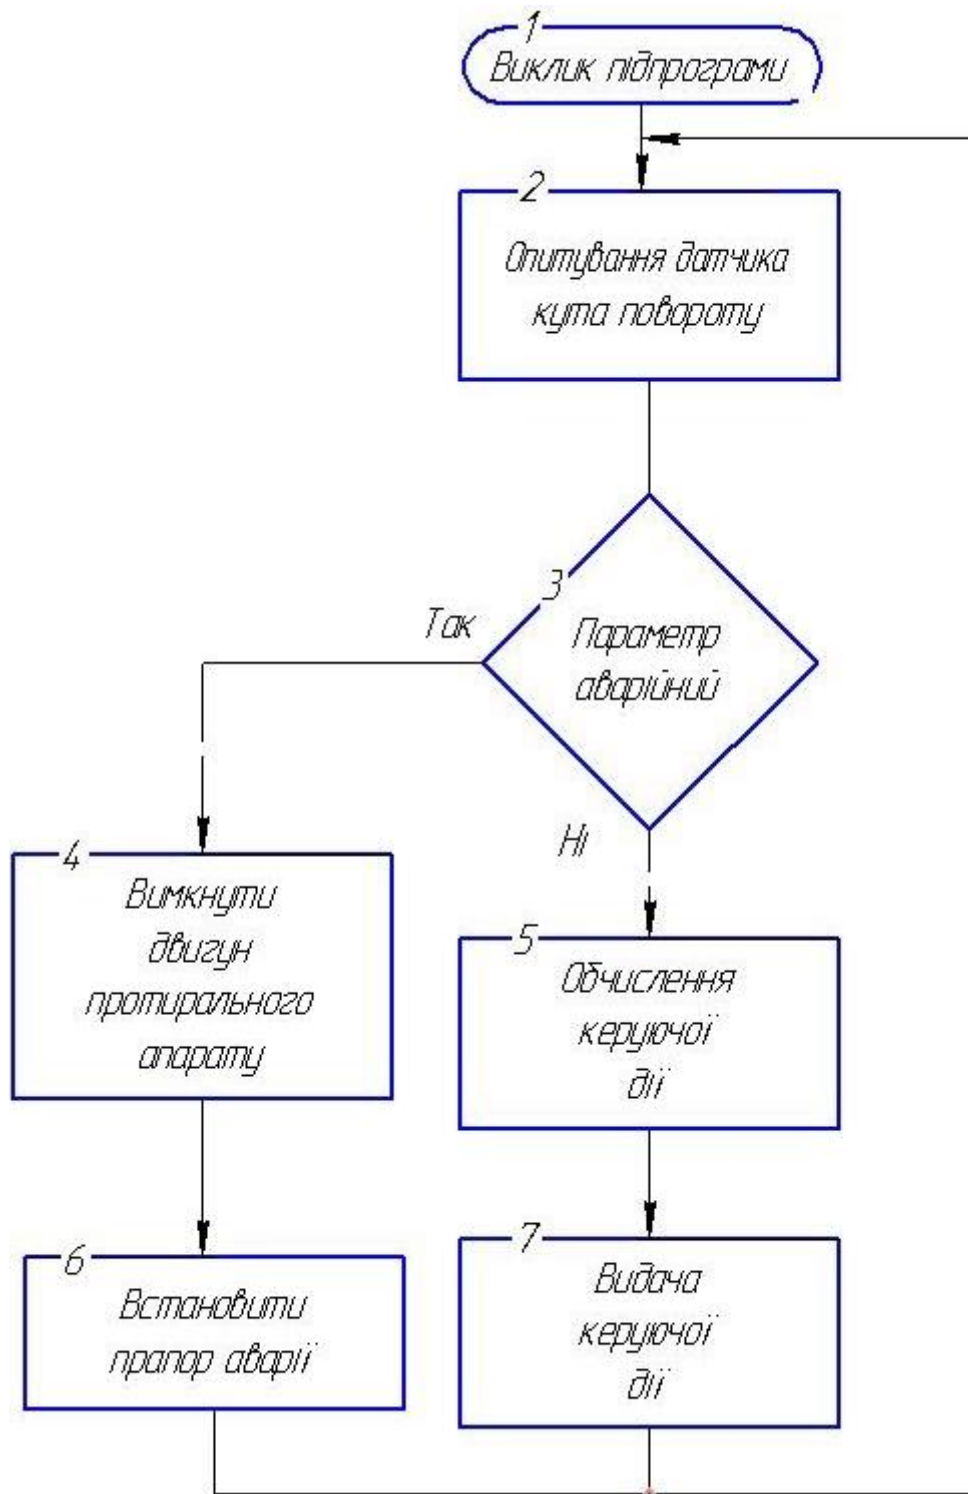 1
Виклик підпрограми
2
Опитування датчика
кута повороту
3
Так
Параметр
аварійний
Ні
4
Вимкнути
двигун
протирального
апарату
5
Обчислення
керуючої
дії
6
Встановити
прапор аварії
7
Видача
керуючої
дії